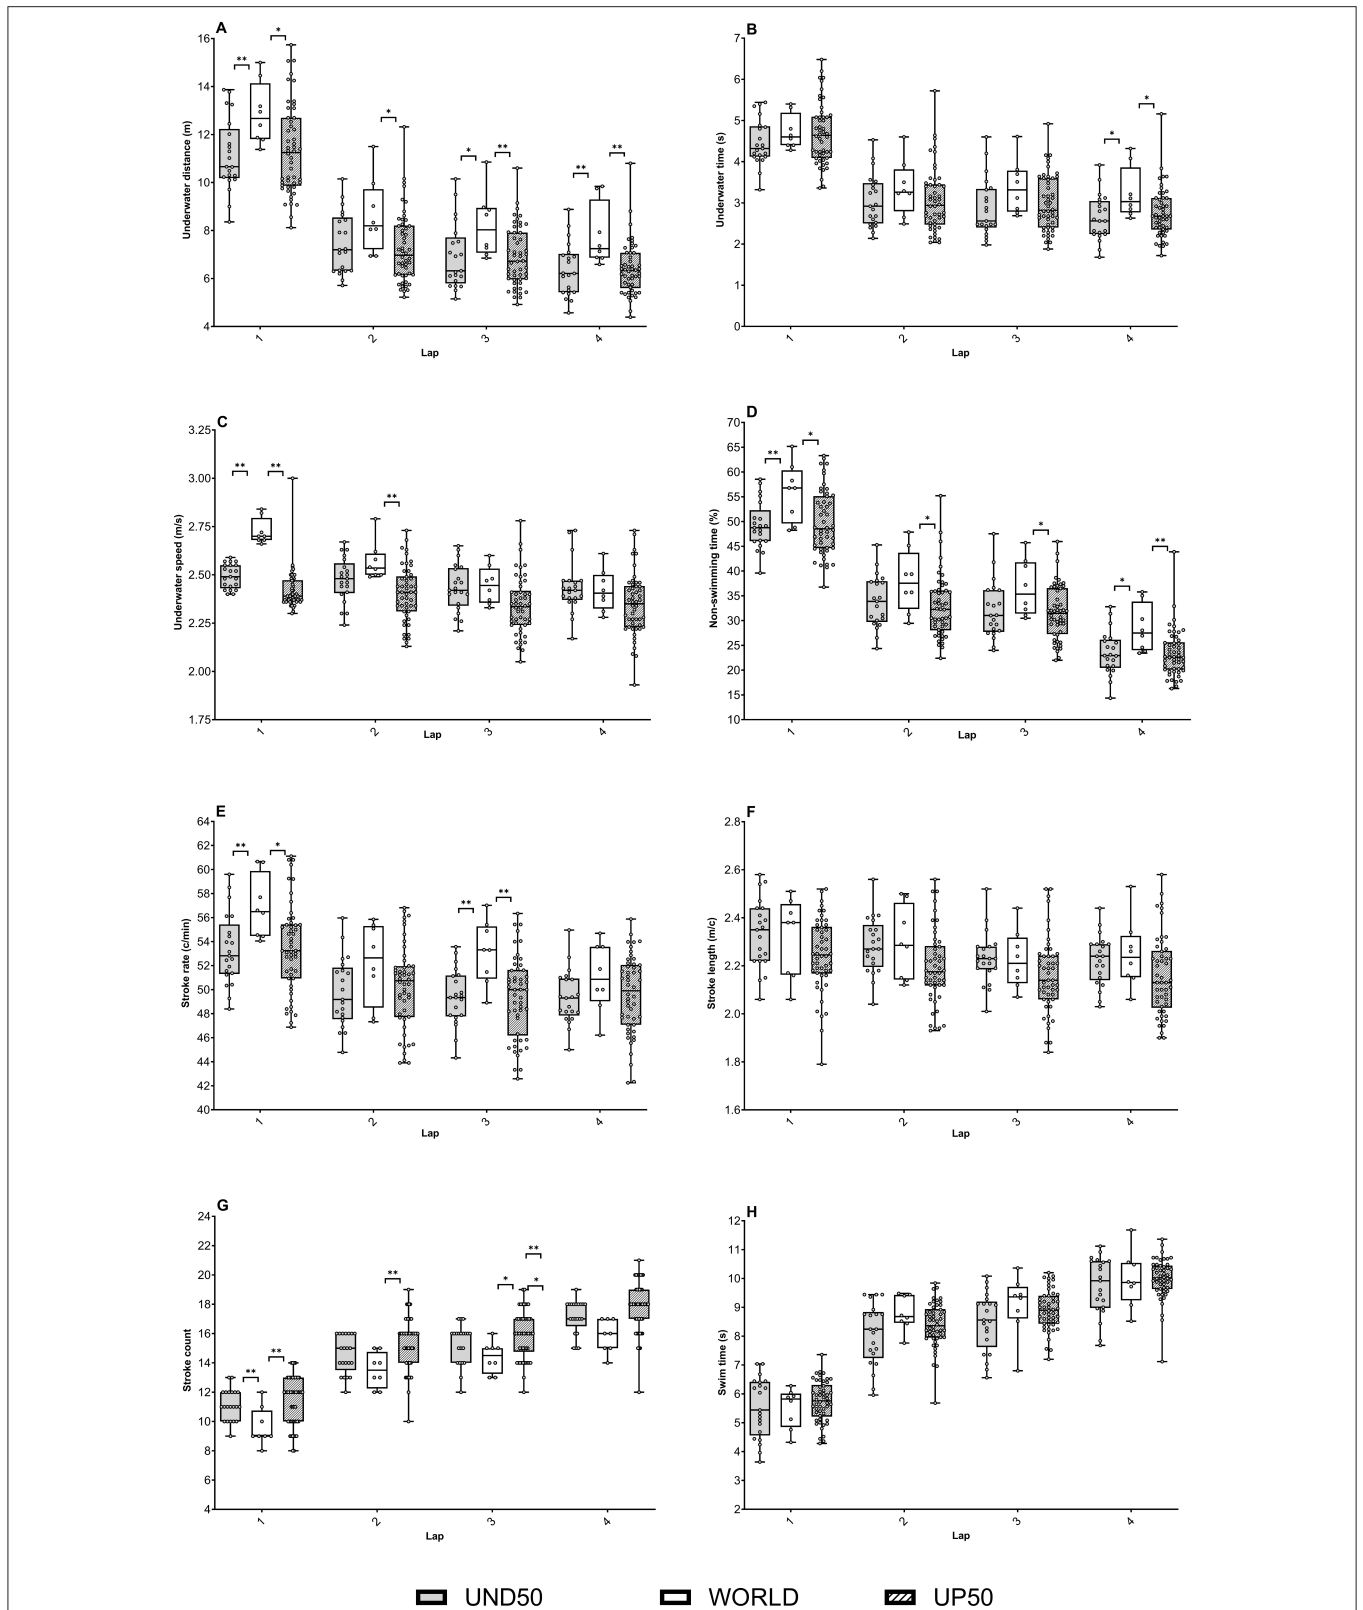 A
Underwater distance (m)
16
14
12
10
8
6
4
** * * * ** ** **
1 2 3 4
Lap
B
Underwater time (s)
7
6
5
4
3
2
1
0
* *
1 2 3 4
Lap
C
Underwater speed (m/s)
3.25
3.00
2.75
2.50
2.25
2.00
1.75
** ** **
1 2 3 4
Lap
D
Non-swimming time (%)
70
65
60
55
50
45
40
35
30
25
20
15
10
** * * * * **
1 2 3 4
Lap
E
Stroke rate (c/min)
64
62
60
58
56
54
52
50
48
46
44
42
40
** * ** **
1 2 3 4
Lap
F
Stroke length (m/c)
2.8
2.6
2.4
2.2
2.0
1.8
1.6
1 2 3 4
Lap
G
Stroke count
24
22
20
18
16
14
12
10
8
6
4
** ** ** * ** *
1 2 3 4
Lap
H
Swim time (s)
12
11
10
9
8
7
6
5
4
3
2
1 2 3 4
Lap
UND50 WORLD UP50